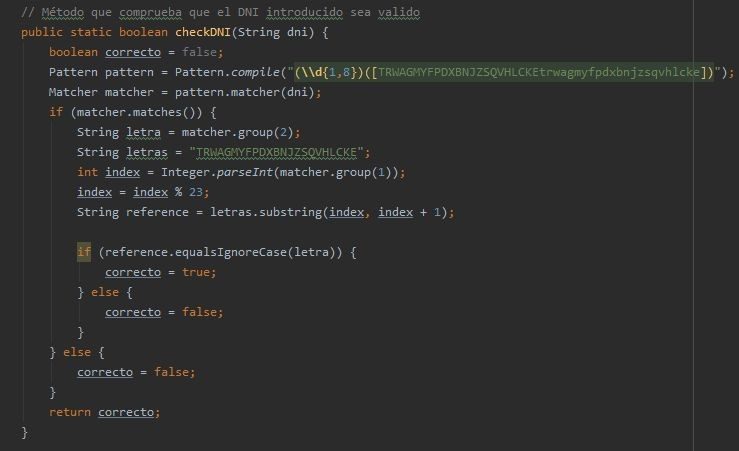 // Método que comprueba que el DNI introducido sea valido
public static boolean checkDNI(String dni) {
boolean correcto = false;
Pattern pattern = Pattern.compile("(\\d{1,8})([TRWAGMYFPDXBNJZSQVHLCKEtrwagmyfpdxbnjzsqvhlcke])");
Matcher matcher = pattern.matcher(dni);
if (matcher.matches()) {
String letra = matcher.group(2);
String letras = "TRWAGMYFPDXBNJZSQVHLCKE";
int index = Integer.parseInt(matcher.group(1));
index = index % 23;
String reference = letras.substring(index, index + 1);
if (reference.equalsIgnoreCase(letra)) {
correcto = true;
} else {
correcto = false;
}
} else {
correcto = false;
}
return correcto;
}